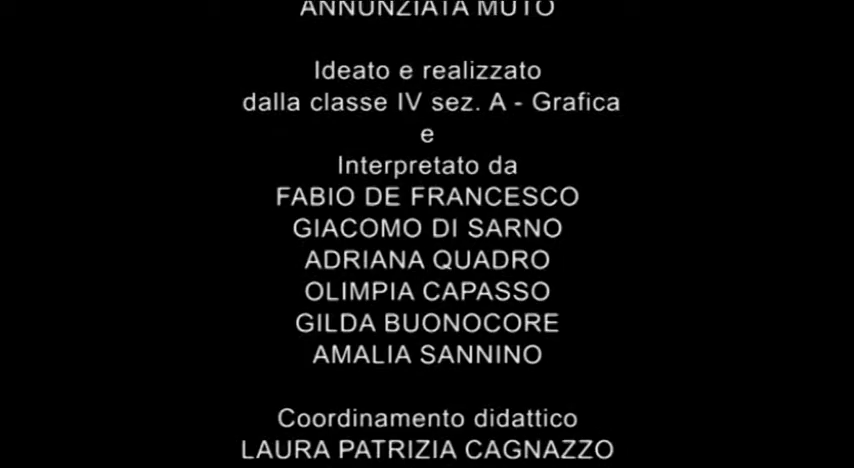 ANNUNZIATA MUTO
Ideato e realizzato
dalla classe IV sez. A - Grafica
e
Interpretato da
FABIO DE FRANCESCO
GIACOMO DI SARNO
ADRIANA QUADRO
OLIMPIA CAPASSO
GILDA BUONOCORE
AMALIA SANNINO
Coordinamento didattico
LAURA PATRIZIA CAGNAZZO